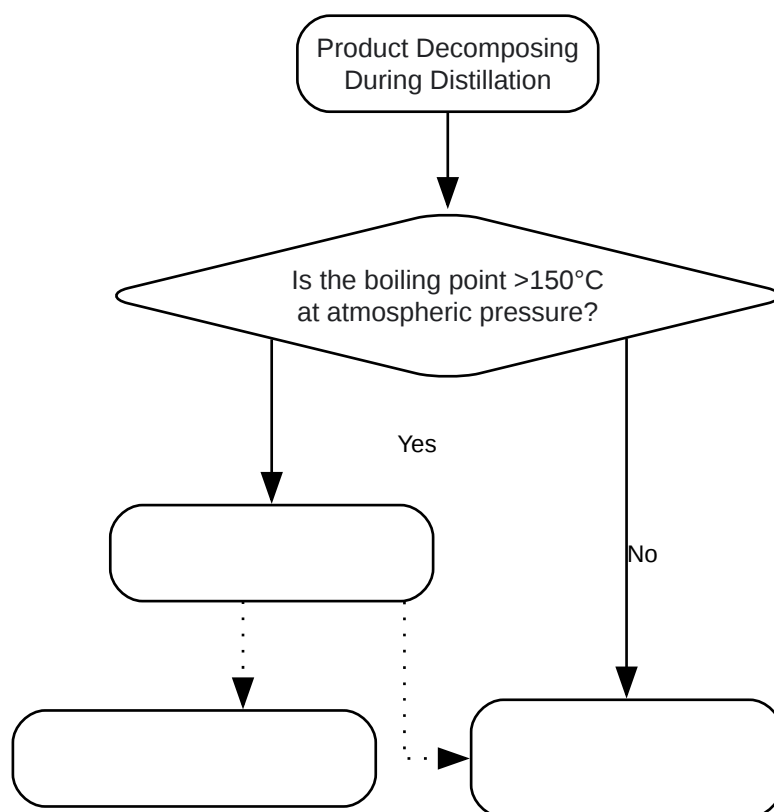 Product Decomposing
During Distillation
Is the boiling point >150°C
at atmospheric pressure?
Yes
No